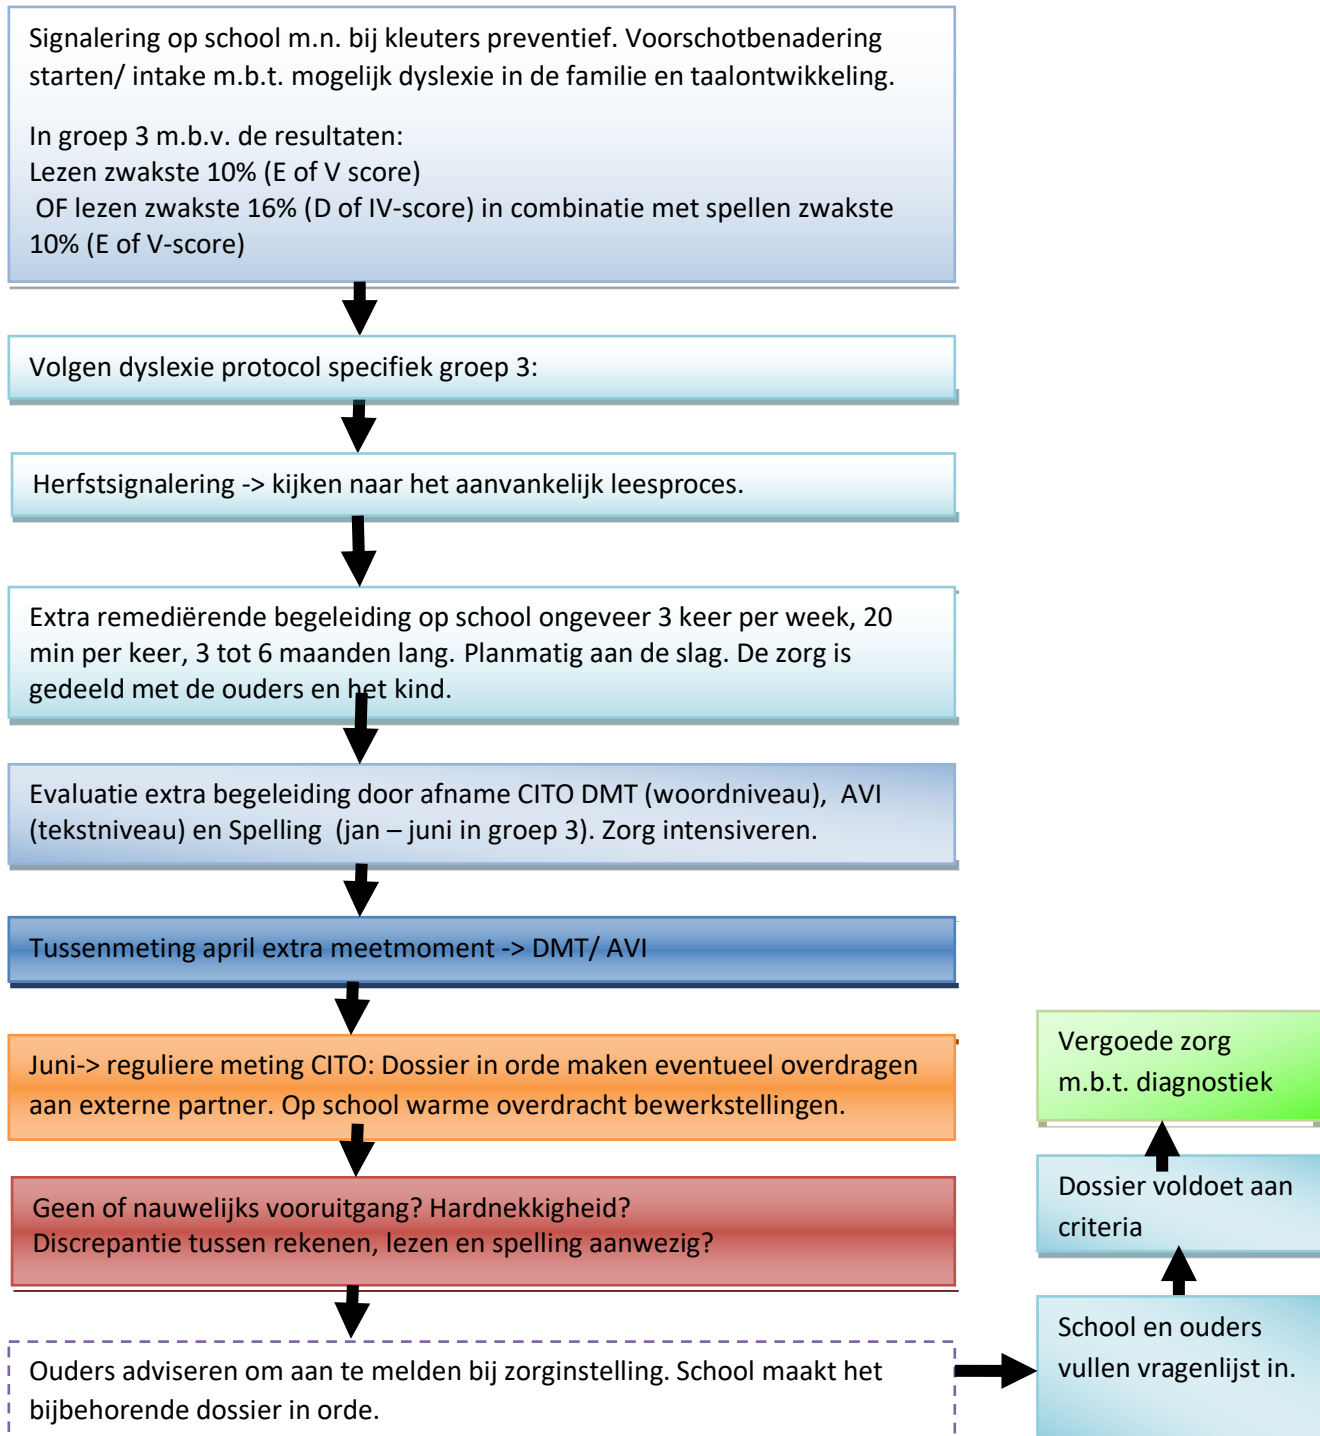 Signalering op school m.n. bij kleuters preventief. Voorschotbenadering
starten/ intake m.b.t. mogelijk dyslexie in de familie en taalontwikkeling.
In groep 3 m.b.v. de resultaten:
Lezen zwakste 10% (E of V score)
OF lezen zwakste 16% (D of IV-score) in combinatie met spellen zwakste
10% (E of V-score)
Volgen dyslexie protocol specifiek groep 3:
Herfstsignalering -> kijken naar het aanvankelijk leesproces.
Extra remediërende begeleiding op school ongeveer 3 keer per week, 20
min per keer, 3 tot 6 maanden lang. Planmatig aan de slag. De zorg is
gedeeld met de ouders en het kind.
Evaluatie extra begeleiding door afname CITO DMT (woordniveau), AVI
(tekstniveau) en Spelling (jan – juni in groep 3). Zorg intensiveren.
Tussenmeting april extra meetmoment -> DMT/ AVI
Juni-> reguliere meting CITO: Dossier in orde maken eventueel overdragen
aan externe partner. Op school warme overdracht bewerkstellingen.
Geen of nauwelijks vooruitgang? Hardnekkigheid?
Discrepantie tussen rekenen, lezen en spelling aanwezig?
Ouders adviseren om aan te melden bij zorginstelling. School maakt het
bijbehorende dossier in orde.
School en ouders
vullen vragenlijst in.
Dossier voldoet aan
criteria
Vergoede zorg
m.b.t. diagnostiek